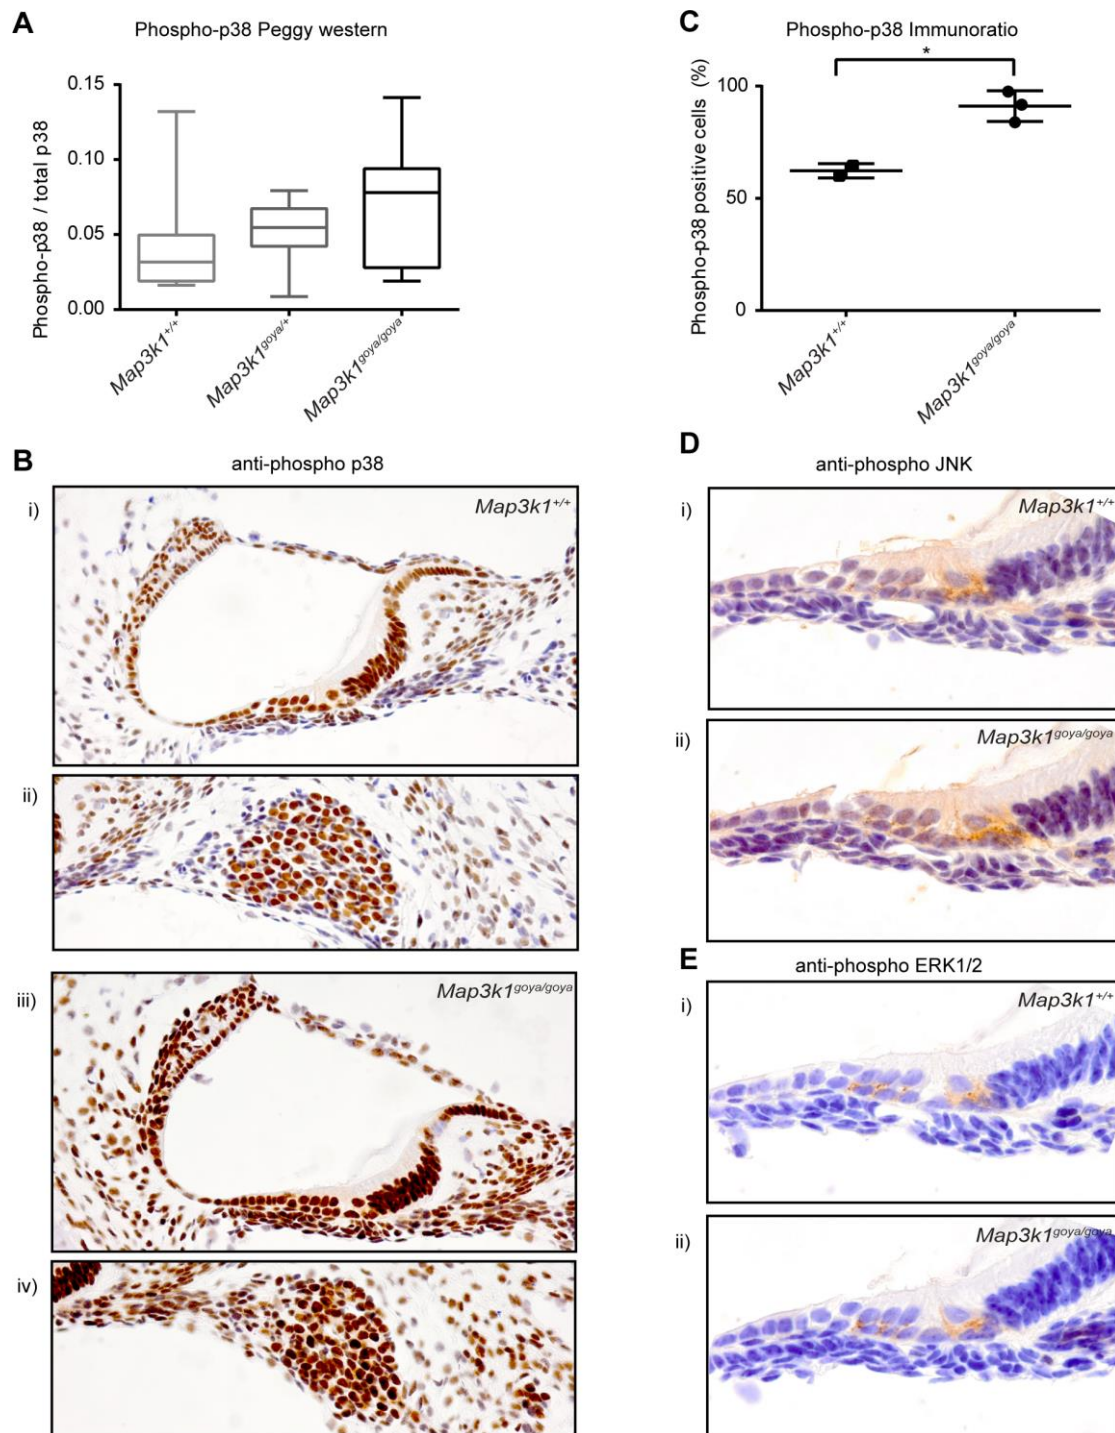 A
Phospho-p38 Peggy western
Phospho-p38 / total p38
0.15
0.10
0.05
0.00
Map3k1+/+
Map3k1goya/+
Map3k1goya/goya
C
Phospho-p38 Immunoratio
*
Phospho-p38 positive cells (%)
100
50
0
Map3k1+/+
Map3k1goya/goya
B
anti-phospho p38
i)
Map3k1+/+
ii)
iii)
Map3k1goya/goya
iv)
D
anti-phospho JNK
i)
Map3k1+/+
ii)
Map3k1goya/goya
E
anti-phospho ERK1/2
i)
Map3k1+/+
ii)
Map3k1goya/goya